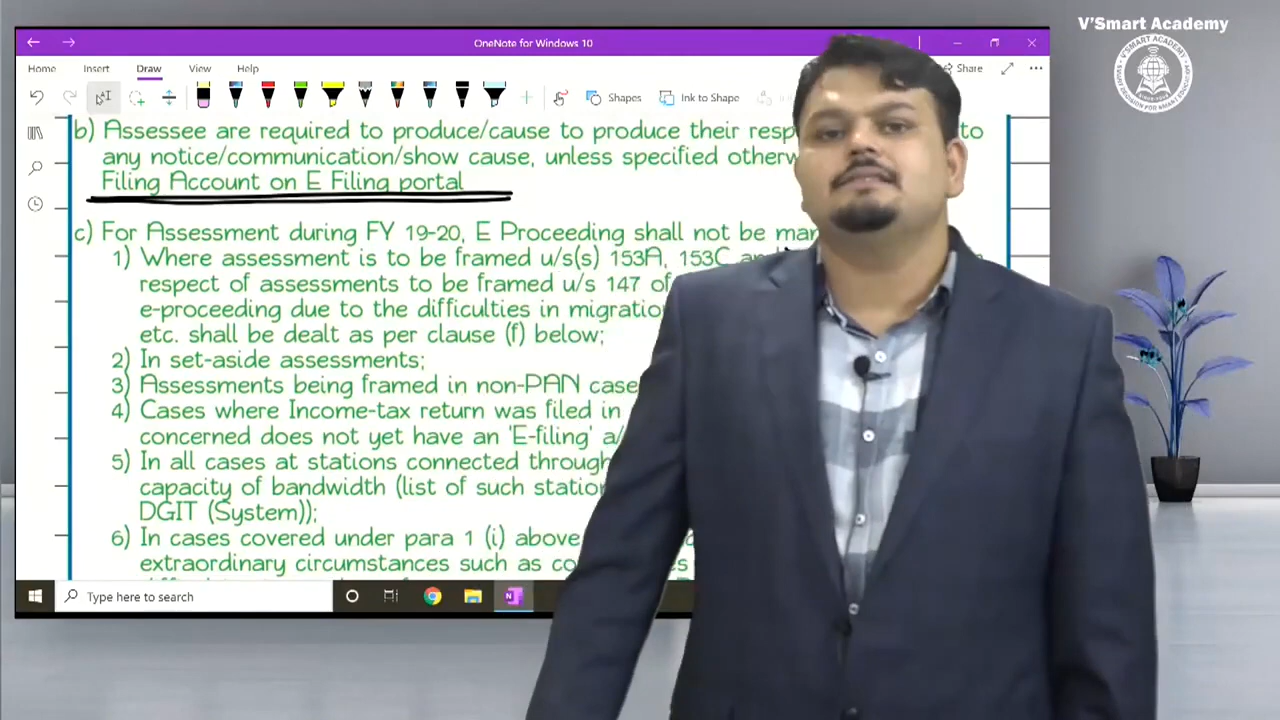 V'Smart Academy
OneNote for Windows 10
Home Insert Draw View Help Share
Shapes Ink to Shape
b) Assessee are required to produce/cause to produce their resp to
any notice/communication/show cause, unless specified otherw
Filing Account on E Filing portal
c) For Assessment during FY 19-20, E Proceeding shall not be man
1) Where assessment is to be framed u/s(s) 153A, 153C and
respect of assessments to be framed u/s 147 of
e-proceeding due to the difficulties in migratio
etc. shall be dealt as per clause (f) below;
2) In set-aside assessments;
3) Assessments being framed in non-PAN case
4) Cases where Income-tax return was filed in
concerned does not yet have an 'E-filing' a/
5) In all cases at stations connected through
capacity of bandwidth (list of such station
DGIT (System));
6) In cases covered under para 1 (i) above
extraordinary circumstances such as co
Type here to search